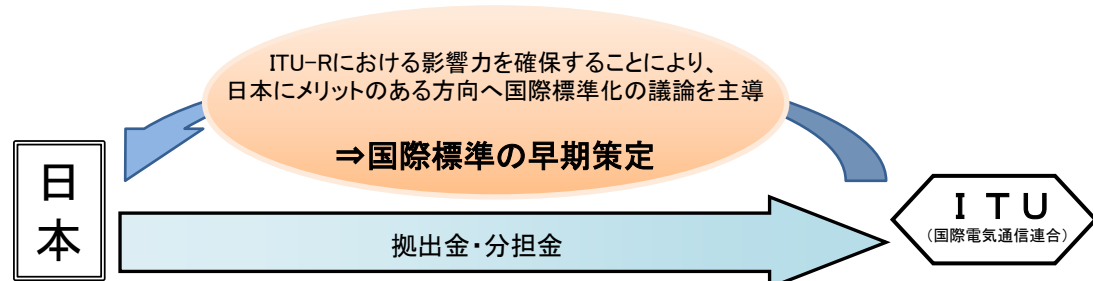 ITU-Rにおける影響力を確保することにより、
日本にメリットのある方向へ国際標準化の議論を主導
⇒国際標準の早期策定
日本
拠出金・分担金
ITU
(国際電気通信連合)